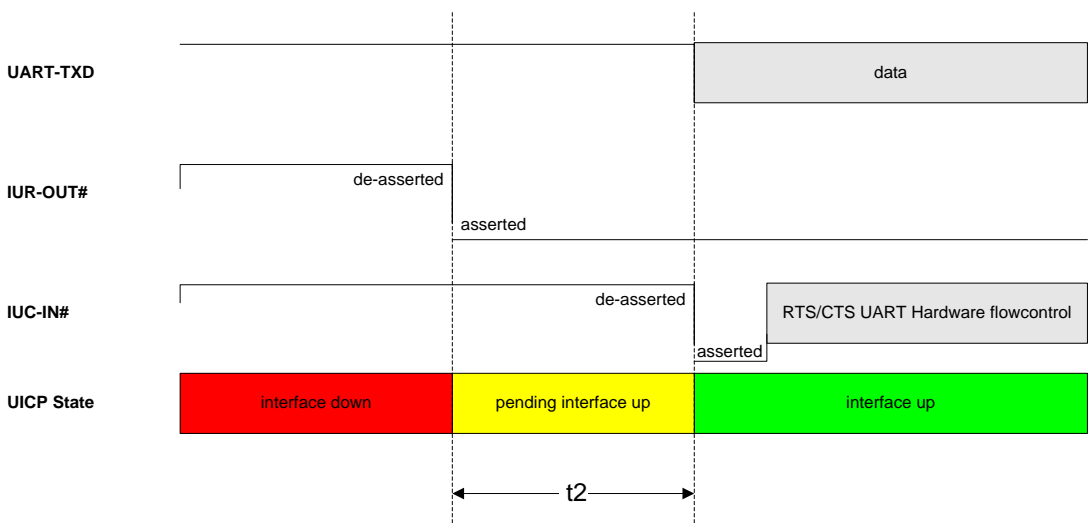 UART-TXD
data
IUR-OUT#
de-asserted
asserted
IUC-IN#
de-asserted
asserted
RTS/CTS UART Hardware flowcontrol
UICP State
interface down
pending interface up
interface up
t2